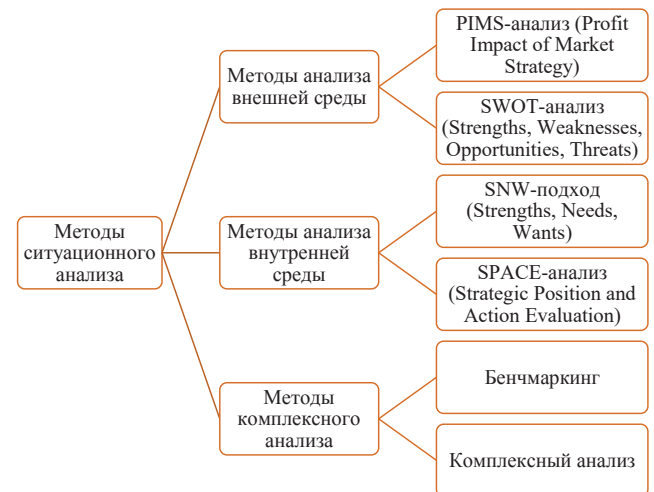 Методы
ситуационного
анализа
Методы анализа
внешней среды
PIMS-анализ (Profit
Impact of Market
Strategy)
SWOT-анализ
(Strengths, Weaknesses,
Opportunities, Threats)
Методы анализа
внутренней
среды
SNW-подход
(Strengths, Needs,
Wants)
SPACE-анализ
(Strategic Position and
Action Evaluation)
Методы
комплексного
анализа
Бенчмаркинг
Комплексный анализ